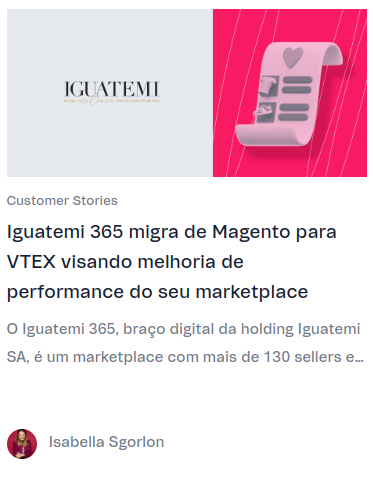 IGUATEMI
Customer Stories
Iguatemi 365 migra de Magento para
VTEX visando melhoria de
performance do seu marketplace
O Iguatemi 365, braço digital da holding Iguatemi
SA, é um marketplace com mais de 130 sellers e...
Isabella Sgorlon